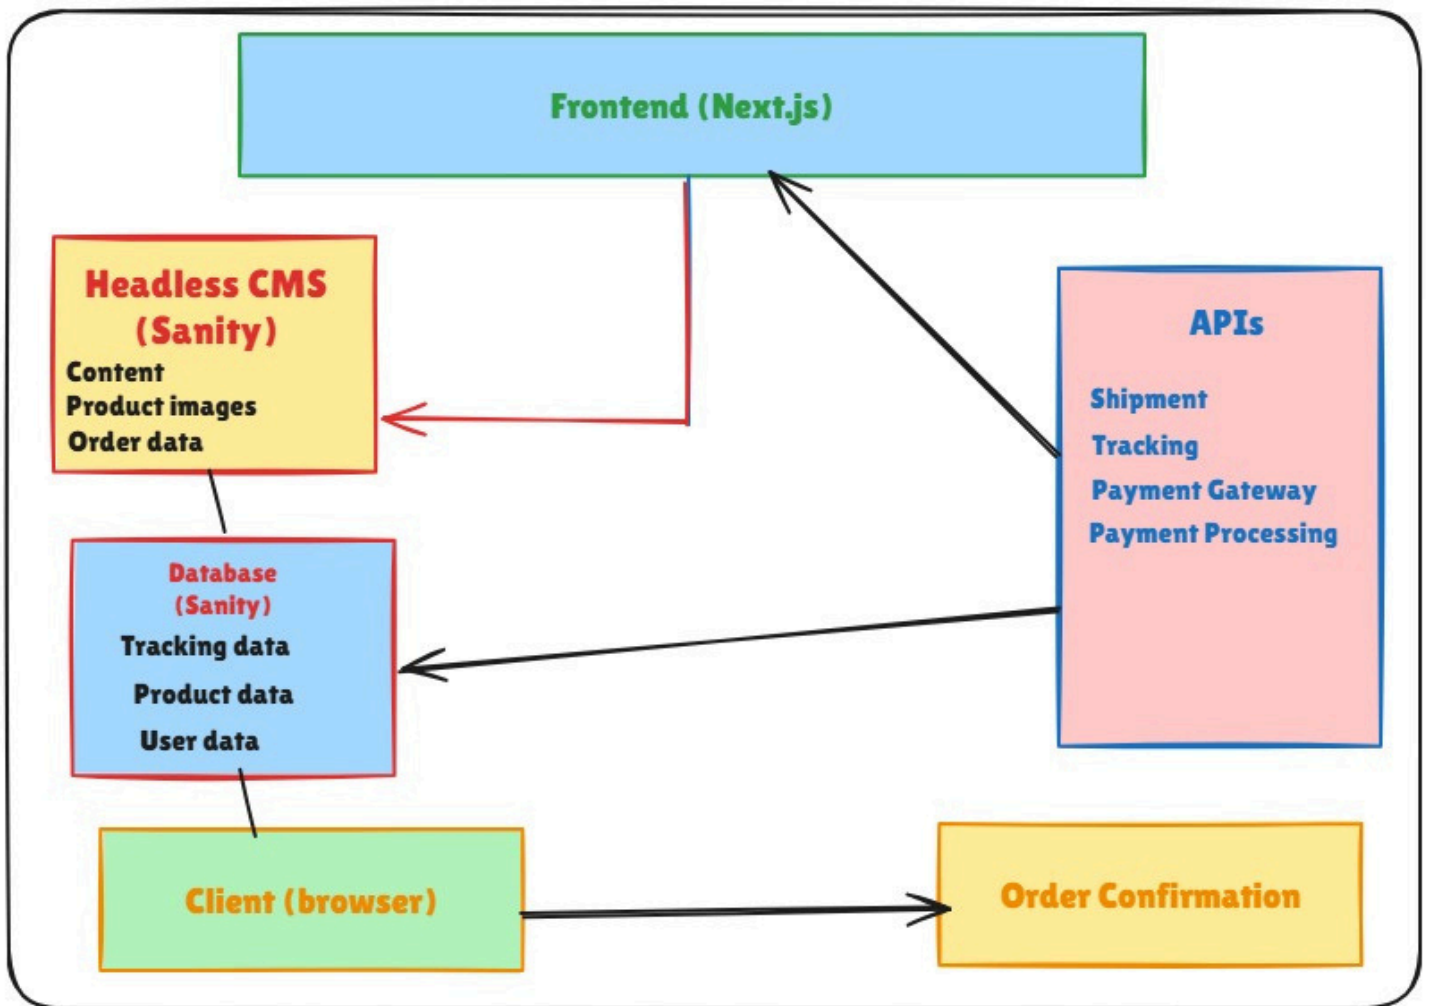 Frontend (Next.js)
Headless CMS
(Sanity)
Content
Product images
Order data
APIs
Shipment
Tracking
Payment Gateway
Payment Processing
Database
(Sanity)
Tracking data
Product data
User data
Client (browser)
Order Confirmation